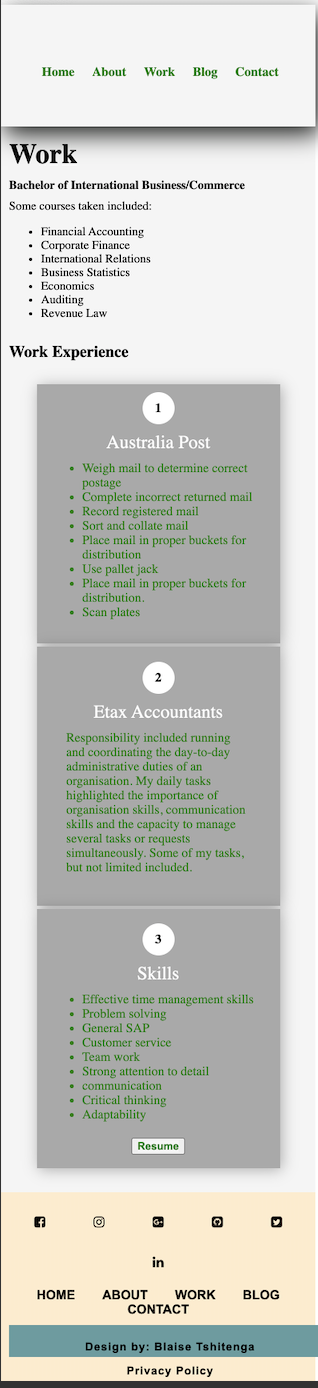 Home About Work Blog Contact
Work
Bachelor of International Business/Commerce
Some courses taken included:
• Financial Accounting
• Corporate Finance
• International Relations
• Business Statistics
• Economics
• Auditing
• Revenue Law
Work Experience
1
Australia Post
• Weigh mail to determine correct
postage
• Complete incorrect returned mail
• Record registered mail
• Sort and collate mail
• Place mail in proper buckets for
distribution
• Use pallet jack
• Place mail in proper buckets for
distribution.
• Scan plates
2
Etax Accountants
Responsibility included running
and coordinating the day-to-day
administrative duties of an
organisation. My daily tasks
highlighted the importance of
organisation skills, communication
skills and the capacity to manage
several tasks or requests
simultaneously. Some of my tasks,
but not limited included.
3
Skills
• Effective time management skills
• Problem solving
• General SAP
• Customer service
• Team work
• Strong attention to detail
• communication
• Critical thinking
• Adaptability
Resume
HOME ABOUT WORK BLOG
CONTACT
Design by: Blaise Tshitenga
Privacy Policy